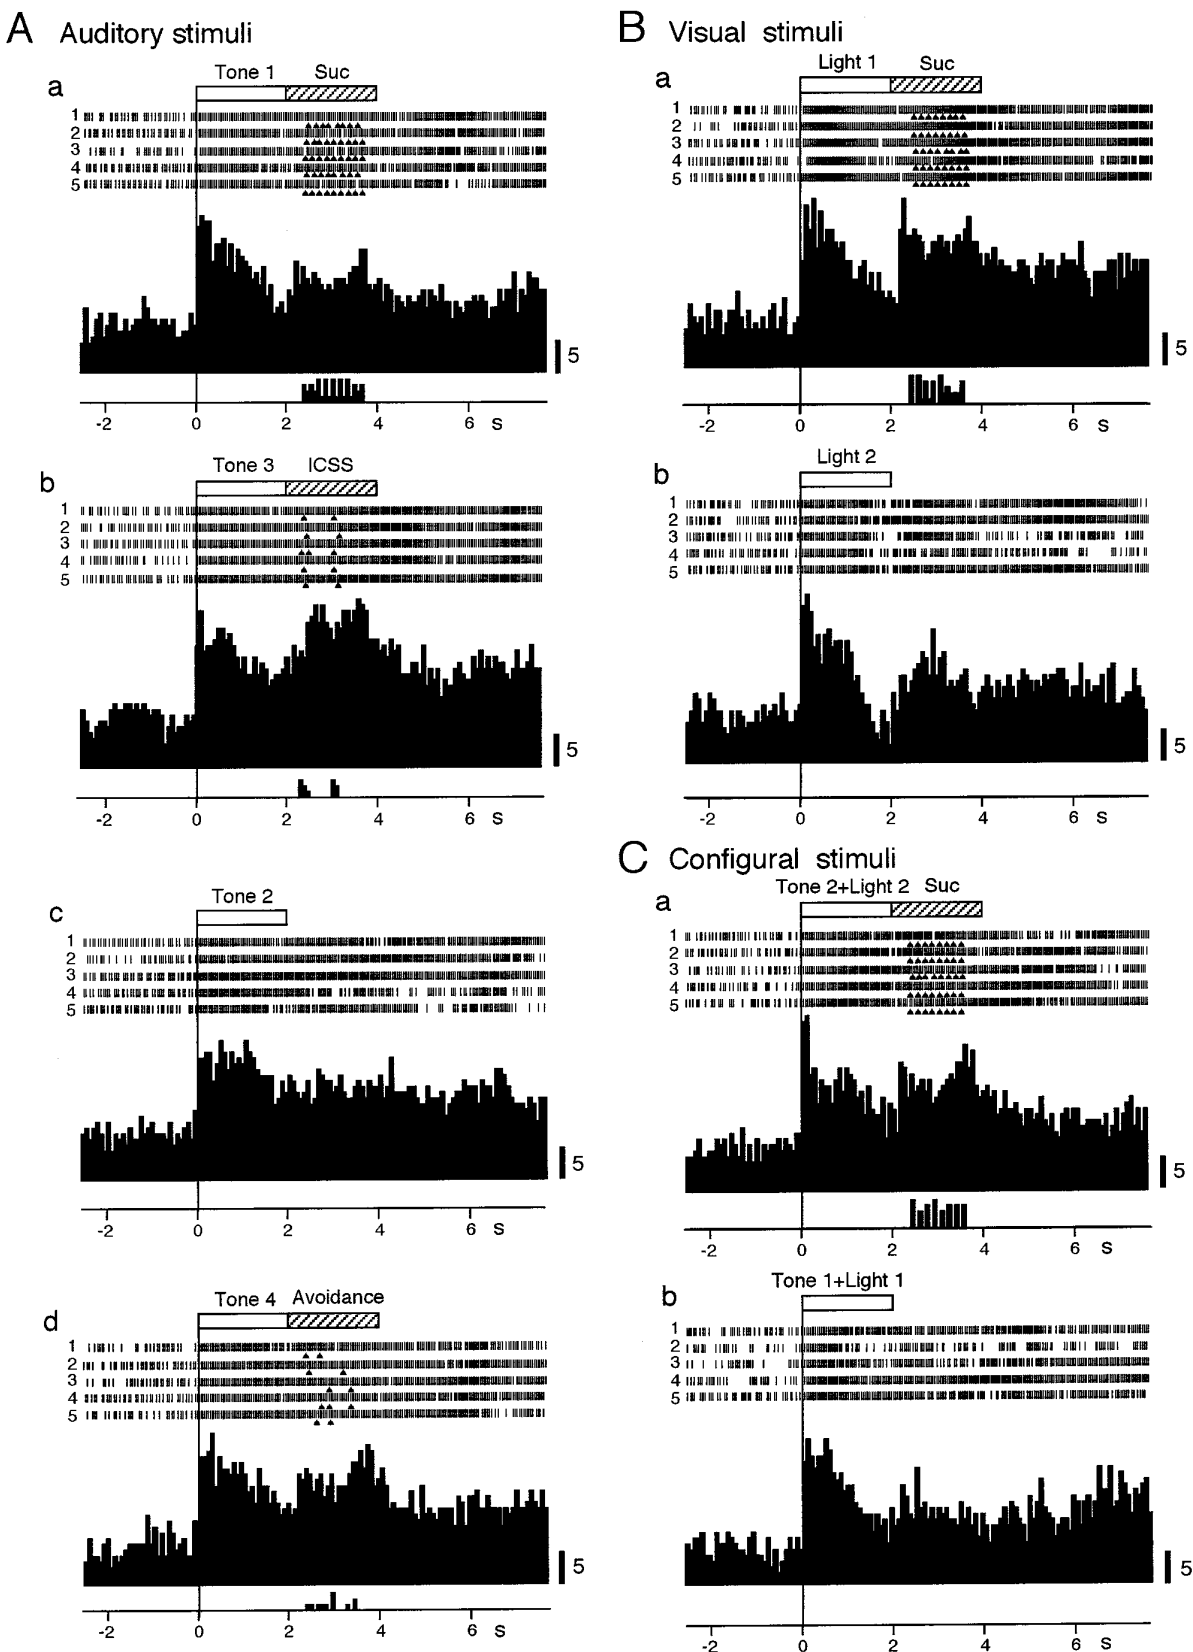 A Auditory stimuli
a
Tone 1 Suc
1
2
3
4
5
5
-2 0 2 4 6 S
b
Tone 3 ICSS
1
2
3
4
5
5
-2 0 2 4 6 S
c
Tone 2
1
2
3
4
5
5
-2 0 2 4 6 S
d
Tone 4 Avoidance
1
2
3
4
5
5
-2 0 2 4 6 S
B Visual stimuli
a
Light 1 Suc
1
2
3
4
5
5
-2 0 2 4 6 S
b
Light 2
1
2
3
4
5
5
-2 0 2 4 6 S
C Configural stimuli
a
Tone 2+Light 2 Suc
1
2
3
4
5
5
-2 0 2 4 6 S
b
Tone 1+Light 1
1
2
3
4
5
5
-2 0 2 4 6 S